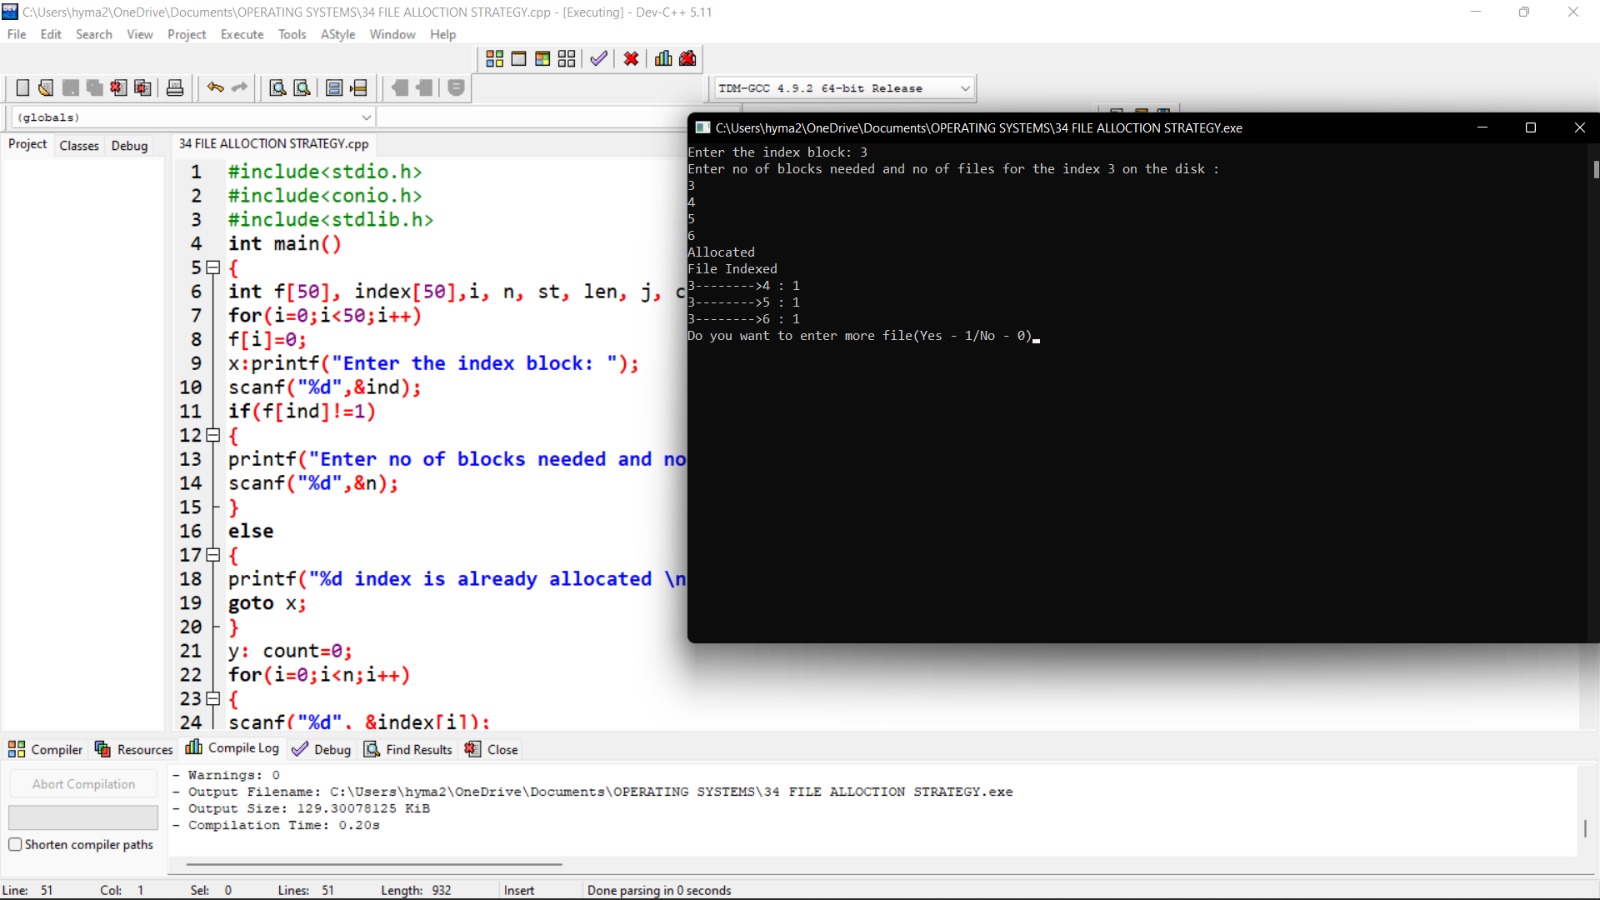 C:\Users\hyma2\OneDrive\Documents\OPERATING SYSTEMS\34 FILE ALLOCTION STRATEGY.cpp - [Executing] - Dev-C++ 5.11
File Edit Search View Project Execute Tools AStyle Window Help
TDM-GCC 4.9.2 64-bit Release
(globals)
Project Classes Debug
34 FILE ALLOCTION STRATEGY.cpp
1 #include<stdio.h>
2 #include<conio.h>
3 #include<stdlib.h>
4 int main()
5 {
6 int f[50], index[50],i, n, st, len, j, c
7 for(i=0;i<50;i++)
8 f[i]=0;
9 x:printf("Enter the index block: ");
10 scanf("%d",&ind);
11 if(f[ind]!=1)
12 {
13 printf("Enter no of blocks needed and no
14 scanf("%d",&n);
15 }
16 else
17 {
18 printf("%d index is already allocated \n
19 goto x;
20 }
21 y: count=0;
22 for(i=0;i<n;i++)
23 {
24 scanf("%d", &index[i]);
C:\Users\hyma2\OneDrive\Documents\OPERATING SYSTEMS\34 FILE ALLOCTION STRATEGY.exe
Enter the index block: 3
Enter no of blocks needed and no of files for the index 3 on the disk :
3
4
5
6
Allocated
File Indexed
3-------->4 : 1
3-------->5 : 1
3-------->6 : 1
Do you want to enter more file(Yes - 1/No - 0)
Compiler Resources Compile Log Debug Find Results Close
Abort Compilation
Shorten compiler paths
- Warnings: 0
- Output Filename: C:\Users\hyma2\OneDrive\Documents\OPERATING SYSTEMS\34 FILE ALLOCTION STRATEGY.exe
- Output Size: 129.30078125 KiB
- Compilation Time: 0.20s
Line: 51 Col: 1 Sel: 0 Lines: 51 Length: 932 Insert Done parsing in 0 seconds